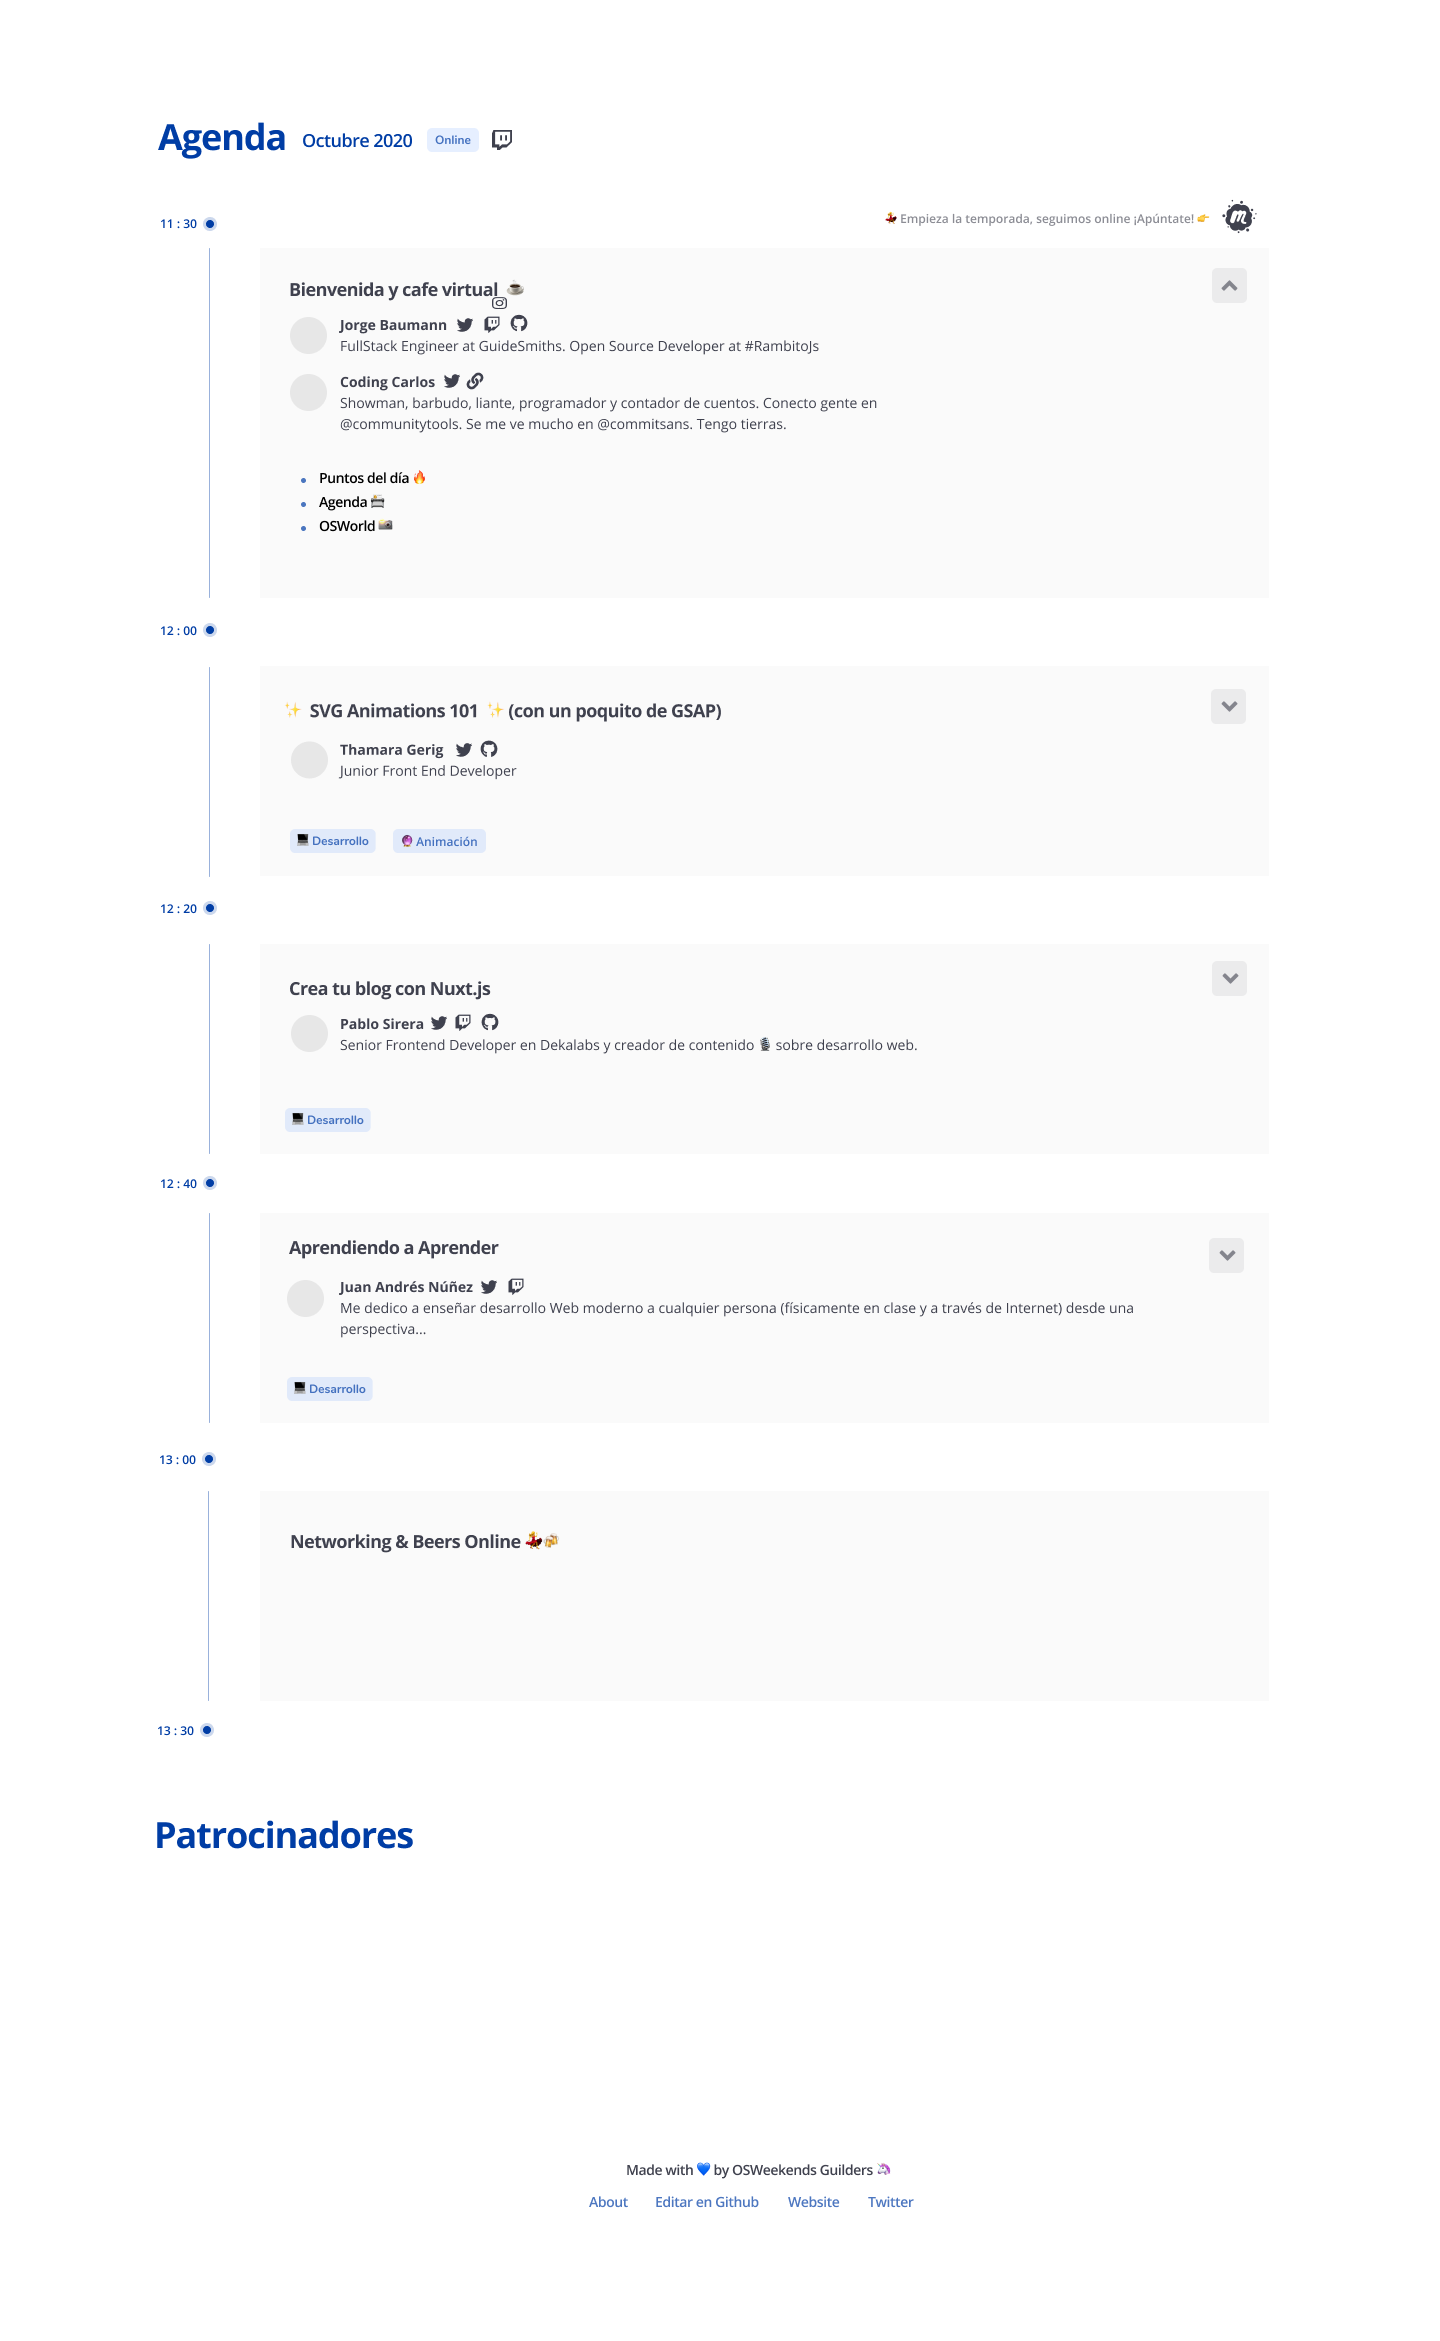 Agenda Octubre 2020 Online
11 : 30
💃 Empieza la temporada, seguimos online ¡Apúntate! 👉
Bienvenida y cafe virtual ☕
Jorge Baumann
FullStack Engineer at GuideSmiths. Open Source Developer at #RambitoJs
Coding Carlos
Showman, barbudo, liante, programador y contador de cuentos. Conecto gente en
@communitytools. Se me ve mucho en @commitsans. Tengo tierras.
Puntos del día 🔥
Agenda 📇
OSWorld 📸
12 : 00
✨ SVG Animations 101 ✨ (con un poquito de GSAP)
Thamara Gerig
Junior Front End Developer
💻 Desarrollo 🔮 Animación
12 : 20
Crea tu blog con Nuxt.js
Pablo Sirera
Senior Frontend Developer en Dekalabs y creador de contenido 🎙 sobre desarrollo web.
💻 Desarrollo
12 : 40
Aprendiendo a Aprender
Juan Andrés Núñez
Me dedico a enseñar desarrollo Web moderno a cualquier persona (físicamente en clase y a través de Internet) desde una
perspectiva...
💻 Desarrollo
13 : 00
Networking & Beers Online 💃🍻
13 : 30
Patrocinadores
Made with 💙 by OSWeekends Guilders 🦄
About Editar en Github Website Twitter